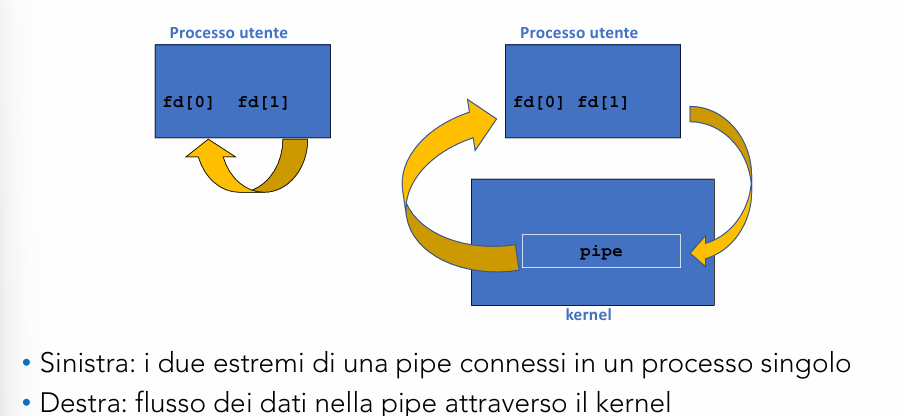 Processo utente
Processo utente
fd[0] fd[1]
fd[0] fd[1]
pipe
kernel
• Sinistra: i due estremi di una pipe connessi in un processo singolo
• Destra: flusso dei dati nella pipe attraverso il kernel